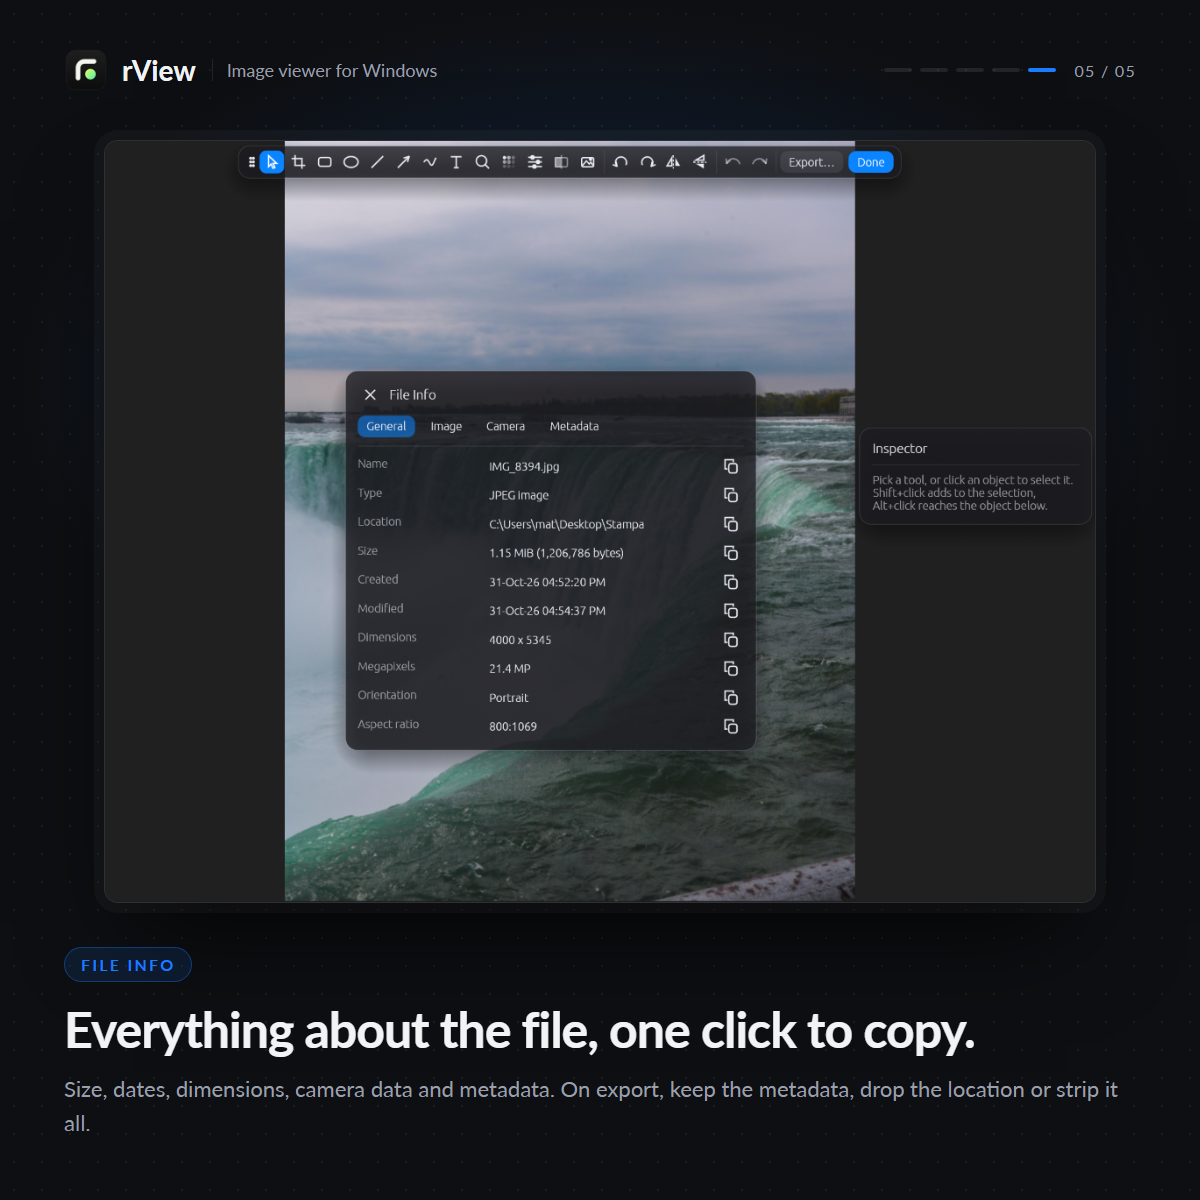 rView
Image viewer for Windows
05 / 05
T
Export...
Done
File Info
General Image Camera Metadata
Name IMG_8394.jpg
Type JPEG image
Location C:\Users\mat\Desktop\Stampa
Size 1.15 MIB (1,206,786 bytes)
Created 31-Oct-26 04:52:20 PM
Modified 31-Oct-26 04:54:37 PM
Dimensions 4000 x 5345
Megapixels 21.4 MP
Orientation Portrait
Aspect ratio 800:1069
Inspector
Pick a tool, or click an object to select it.
Shift+click adds to the selection,
Alt+click reaches the object below.
FILE INFO
Everything about the file, one click to copy.
Size, dates, dimensions, camera data and metadata. On export, keep the metadata, drop the location or strip it
all.